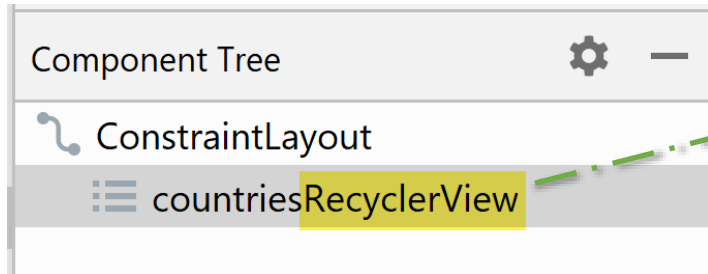 Component Tree
ConstraintLayout
countriesRecyclerView